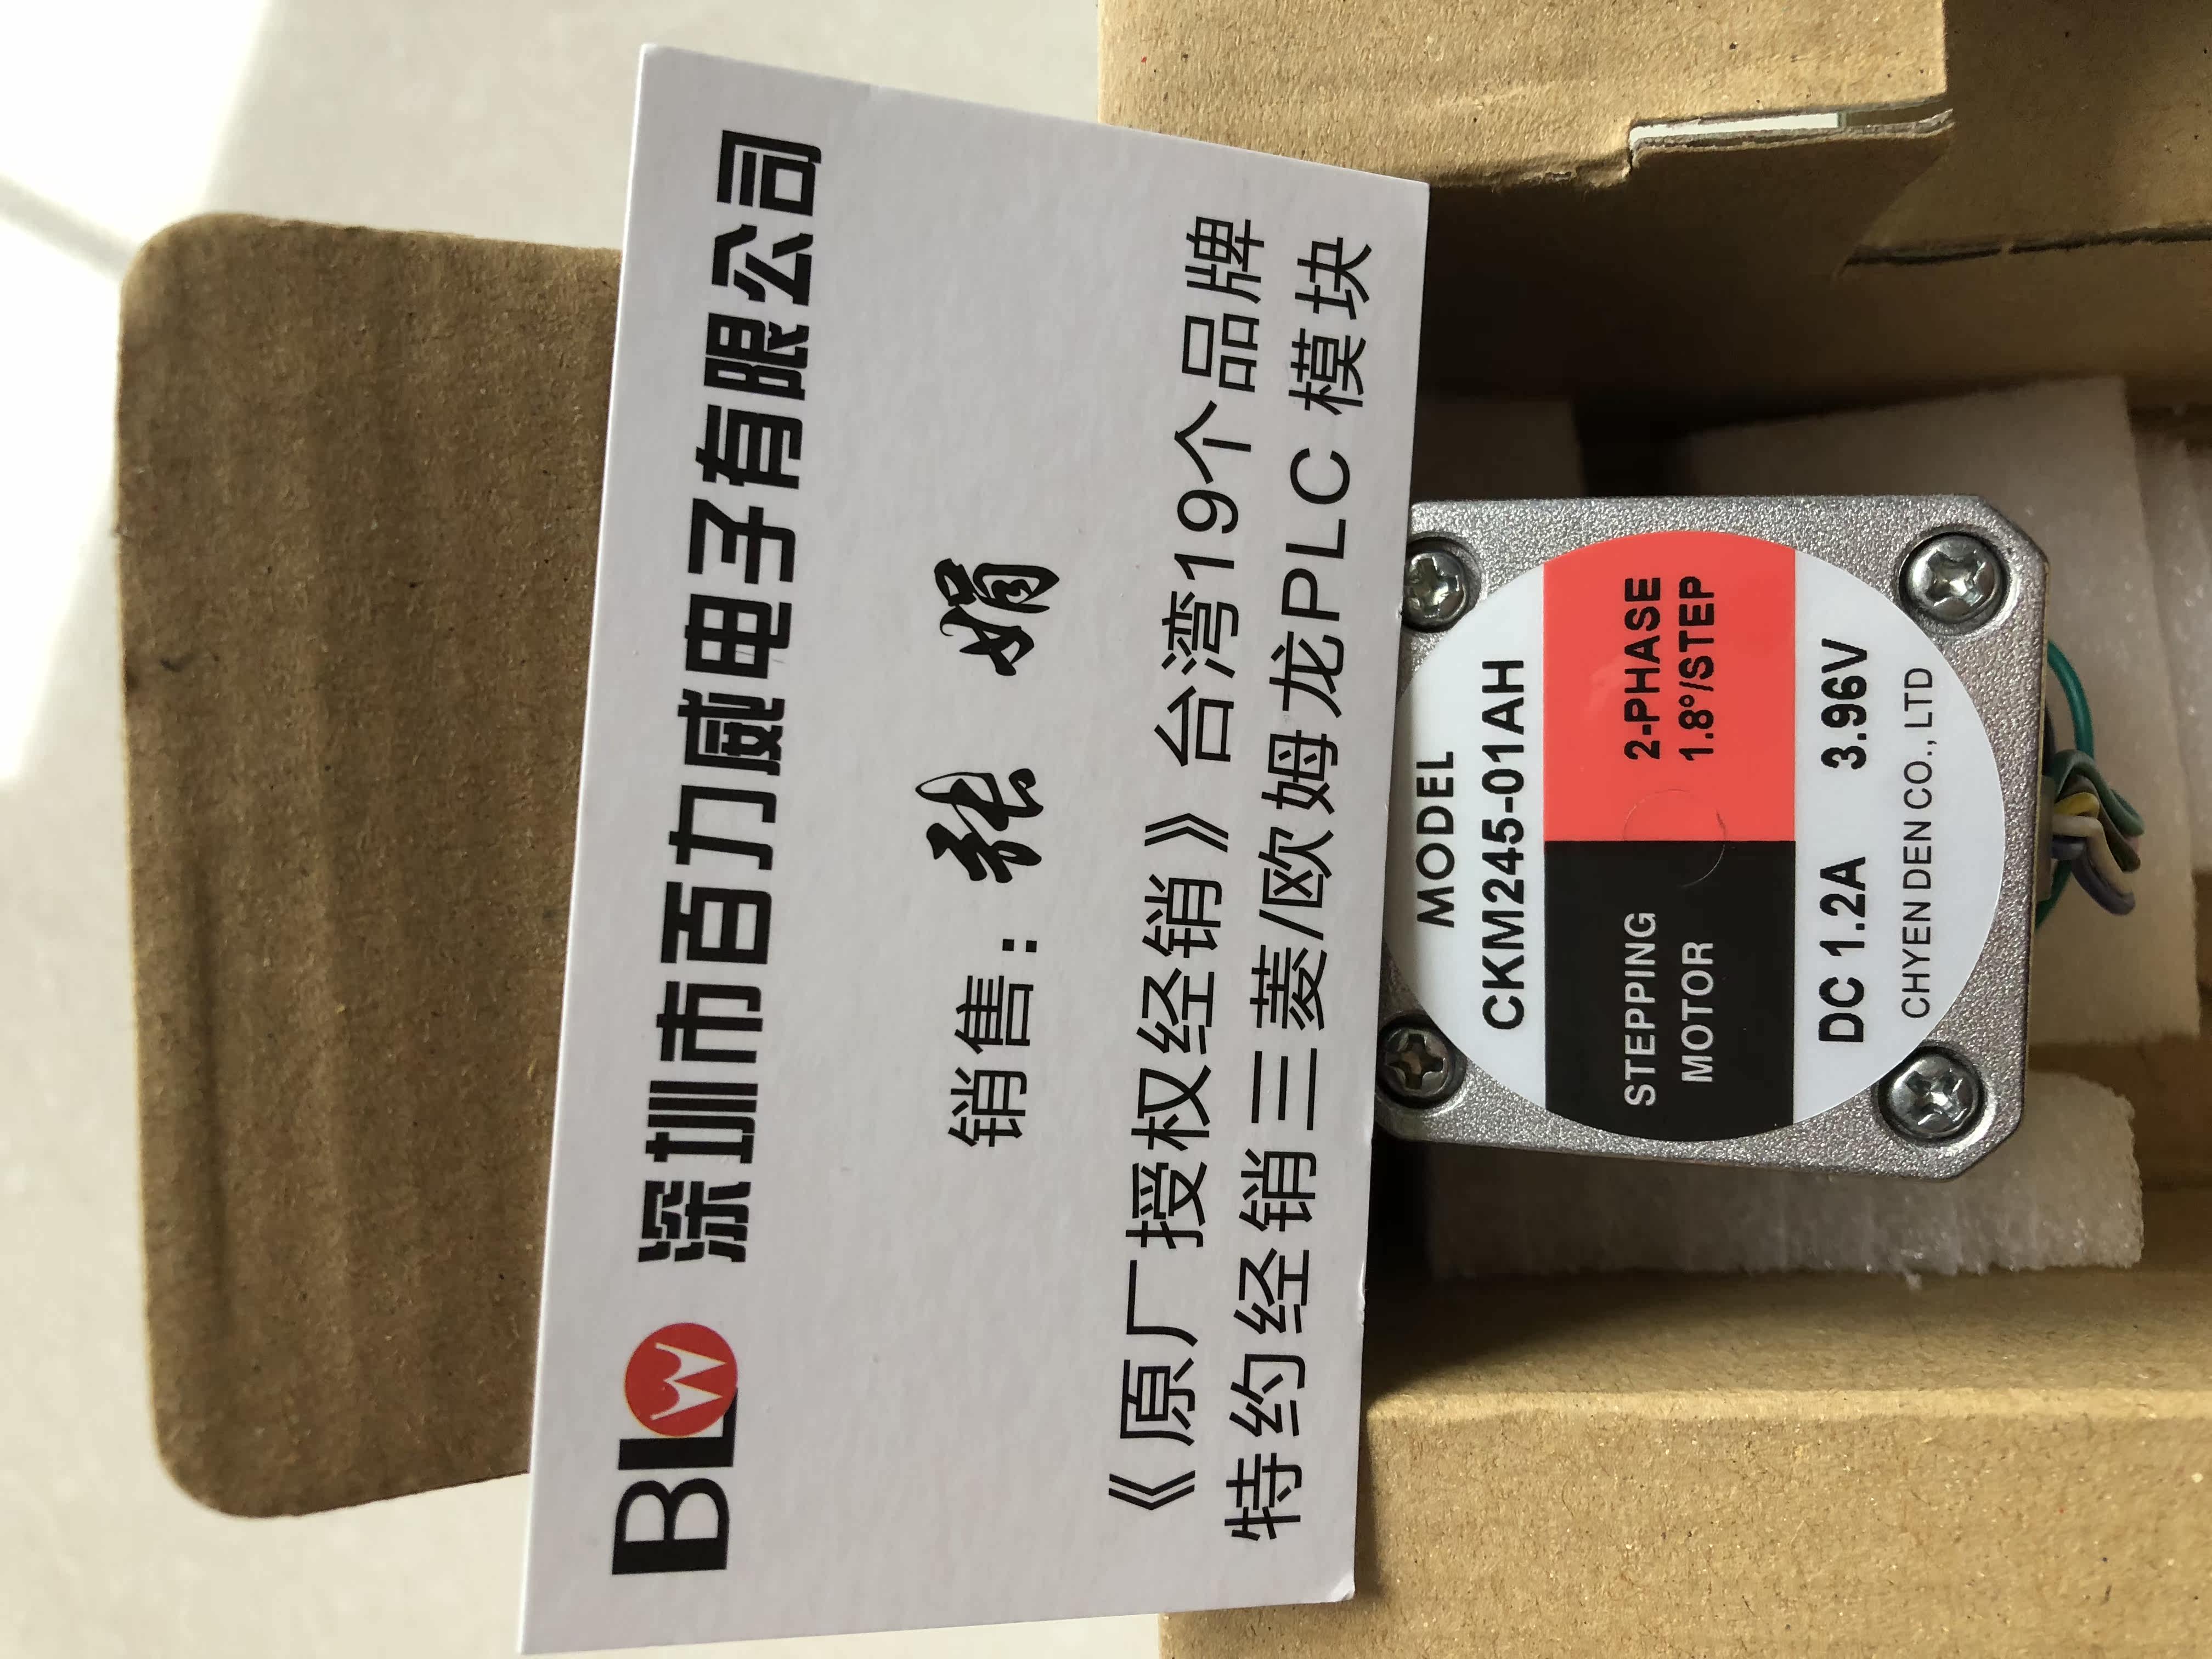 BLW 深圳市百力威电子有限公司
销售：张 娟
《原厂授权经销》台湾19个品牌
特约经销三菱/欧姆龙PLC 模块
MODEL
CKM245-01AH
STEPPING MOTOR
2-PHASE
1.8°/STEP
DC 1.2A 3.96V
CHYEN DEN CO., LTD